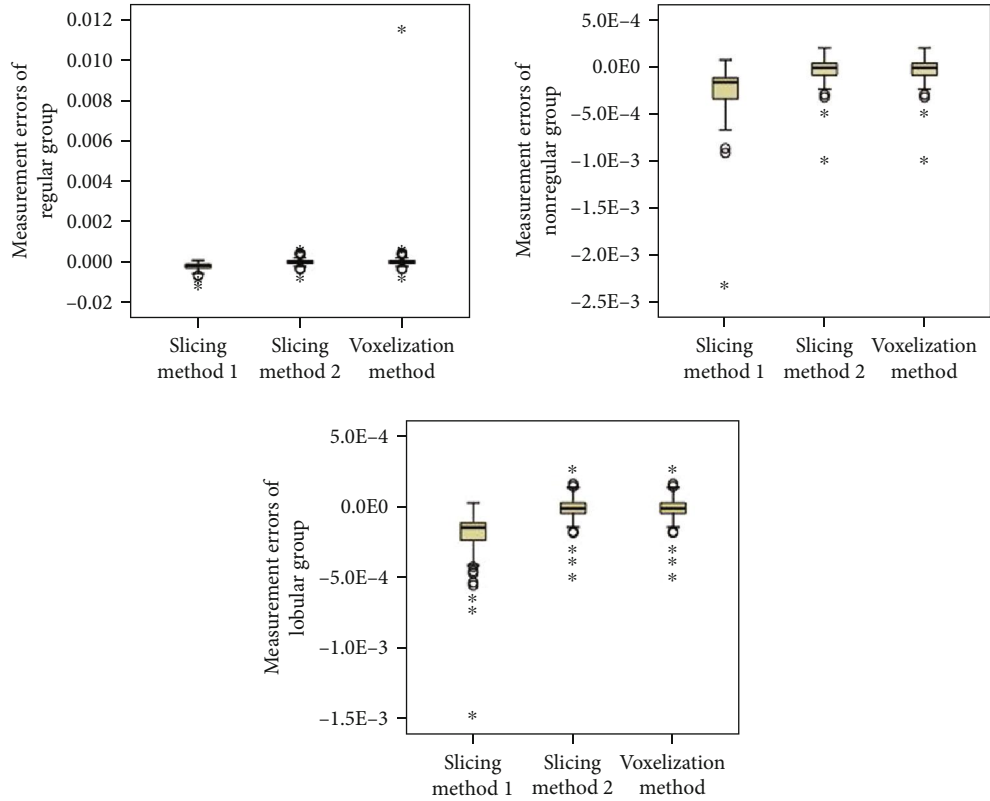 Measurement errors of
regular group
0.012
0.010
0.008
0.006
0.004
0.002
0.000
–0.02
Slicing method 1
Slicing method 2
Voxelization method
Measurement errors of
nonregular group
5.0E–4
0.0E0
–5.0E–4
–1.0E–3
–1.5E–3
–2.0E–3
–2.5E–3
Slicing method 1
Slicing method 2
Voxelization method
Measurement errors of
lobular group
5.0E–4
0.0E0
–5.0E–4
–1.0E–3
–1.5E–3
Slicing method 1
Slicing method 2
Voxelization method